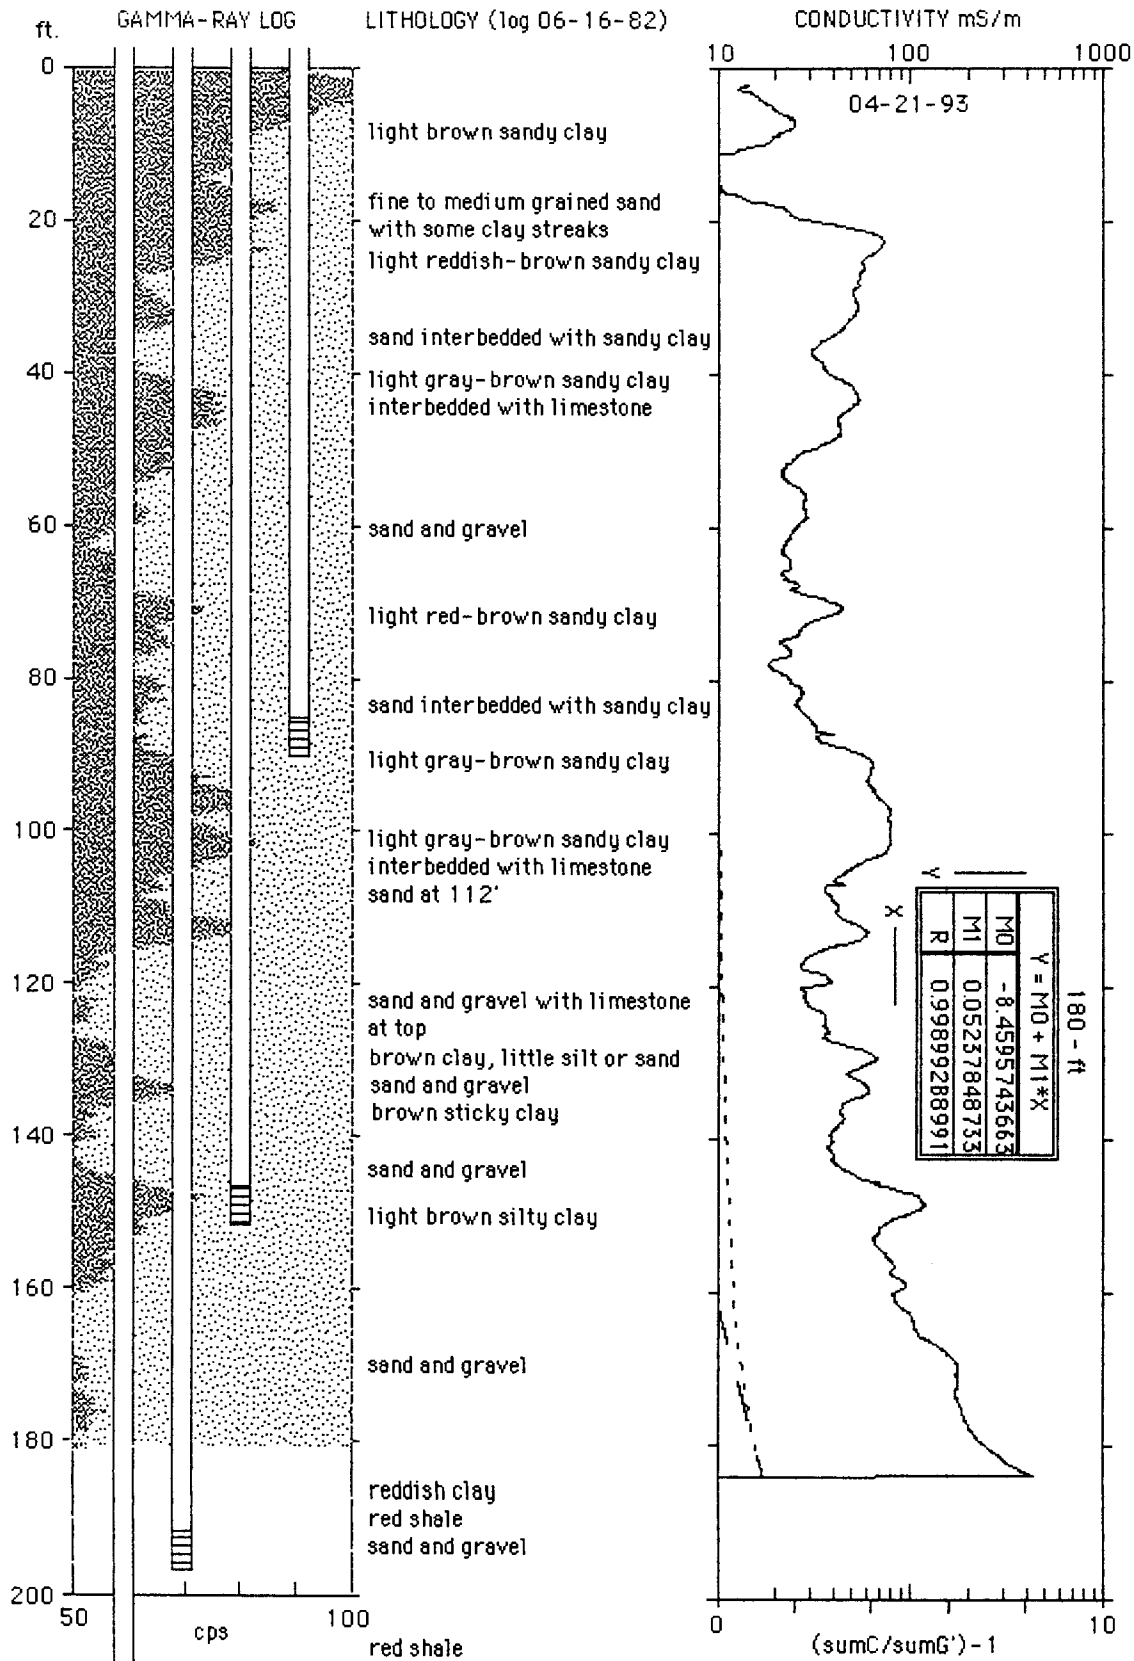 GAMMA-RAY LOG
LITHOLOGY (log 06-16-82)
CONDUCTIVITY mS/m
ft.
10
100
1000
04-21-93
0
20
40
60
80
100
120
140
160
180
200
light brown sandy clay
fine to medium grained sand
with some clay streaks
light reddish-brown sandy clay
sand interbedded with sandy clay
light gray-brown sandy clay
interbedded with limestone
sand and gravel
light red-brown sandy clay
sand interbedded with sandy clay
light gray-brown sandy clay
light gray-brown sandy clay
interbedded with limestone
sand at 112'
sand and gravel with limestone
at top
brown clay, little silt or sand
sand and gravel
brown sticky clay
sand and gravel
light brown silty clay
sand and gravel
reddish clay
red shale
sand and gravel
red shale
180-ft
Y = M0 + M1*X
M0 -8.4595743663
M1 0.05237848733
R 0.99899288991
Y
X
50
100
cps
0
10
(sumC/sumG')-1